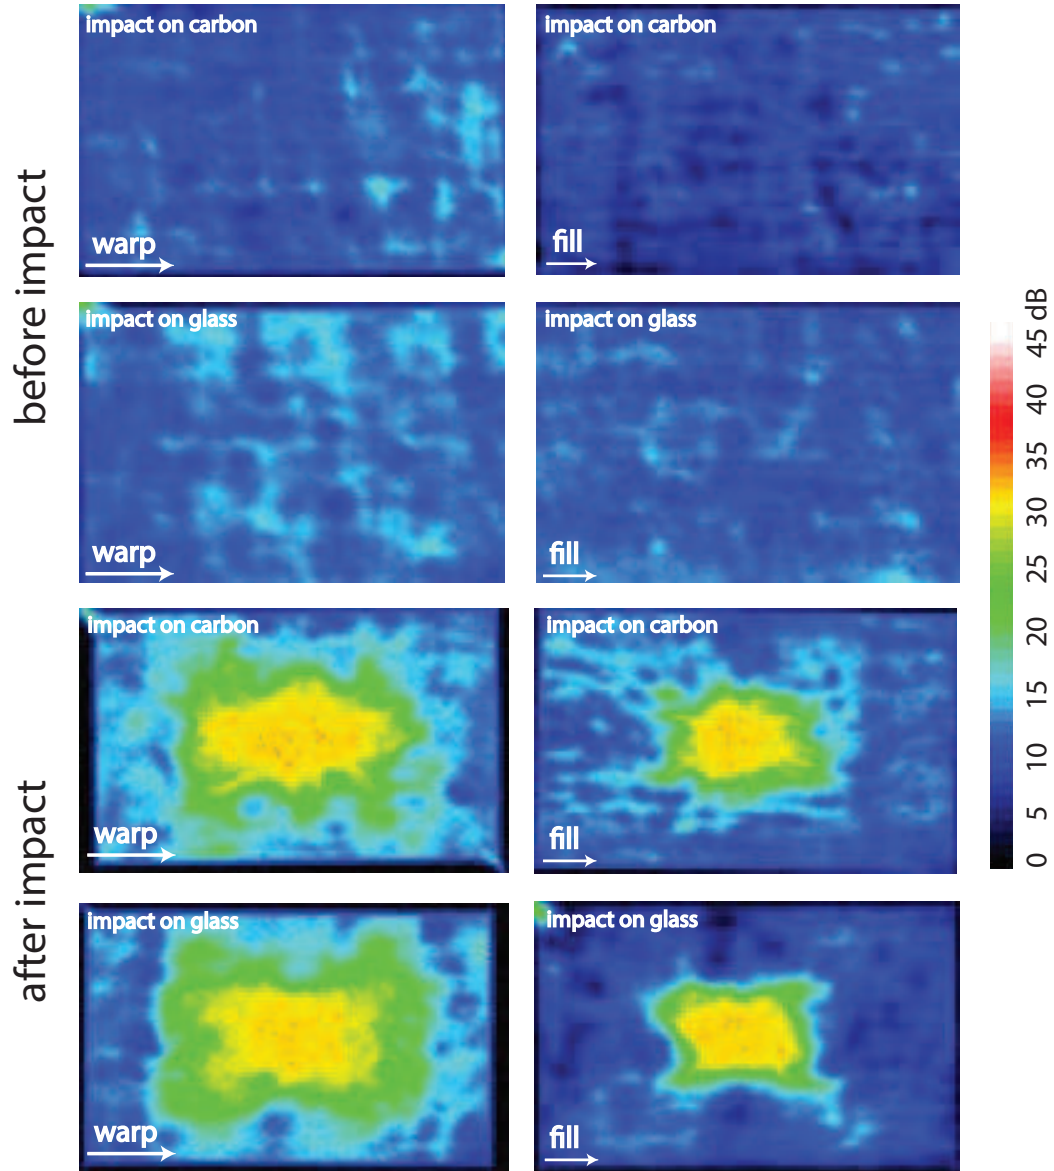 before impact
impact on carbon
warp
impact on carbon
fill
impact on glass
warp
impact on glass
fill
after impact
impact on carbon
warp
impact on carbon
fill
impact on glass
warp
impact on glass
fill
45 dB
40
35
30
25
20
15
10
5
0